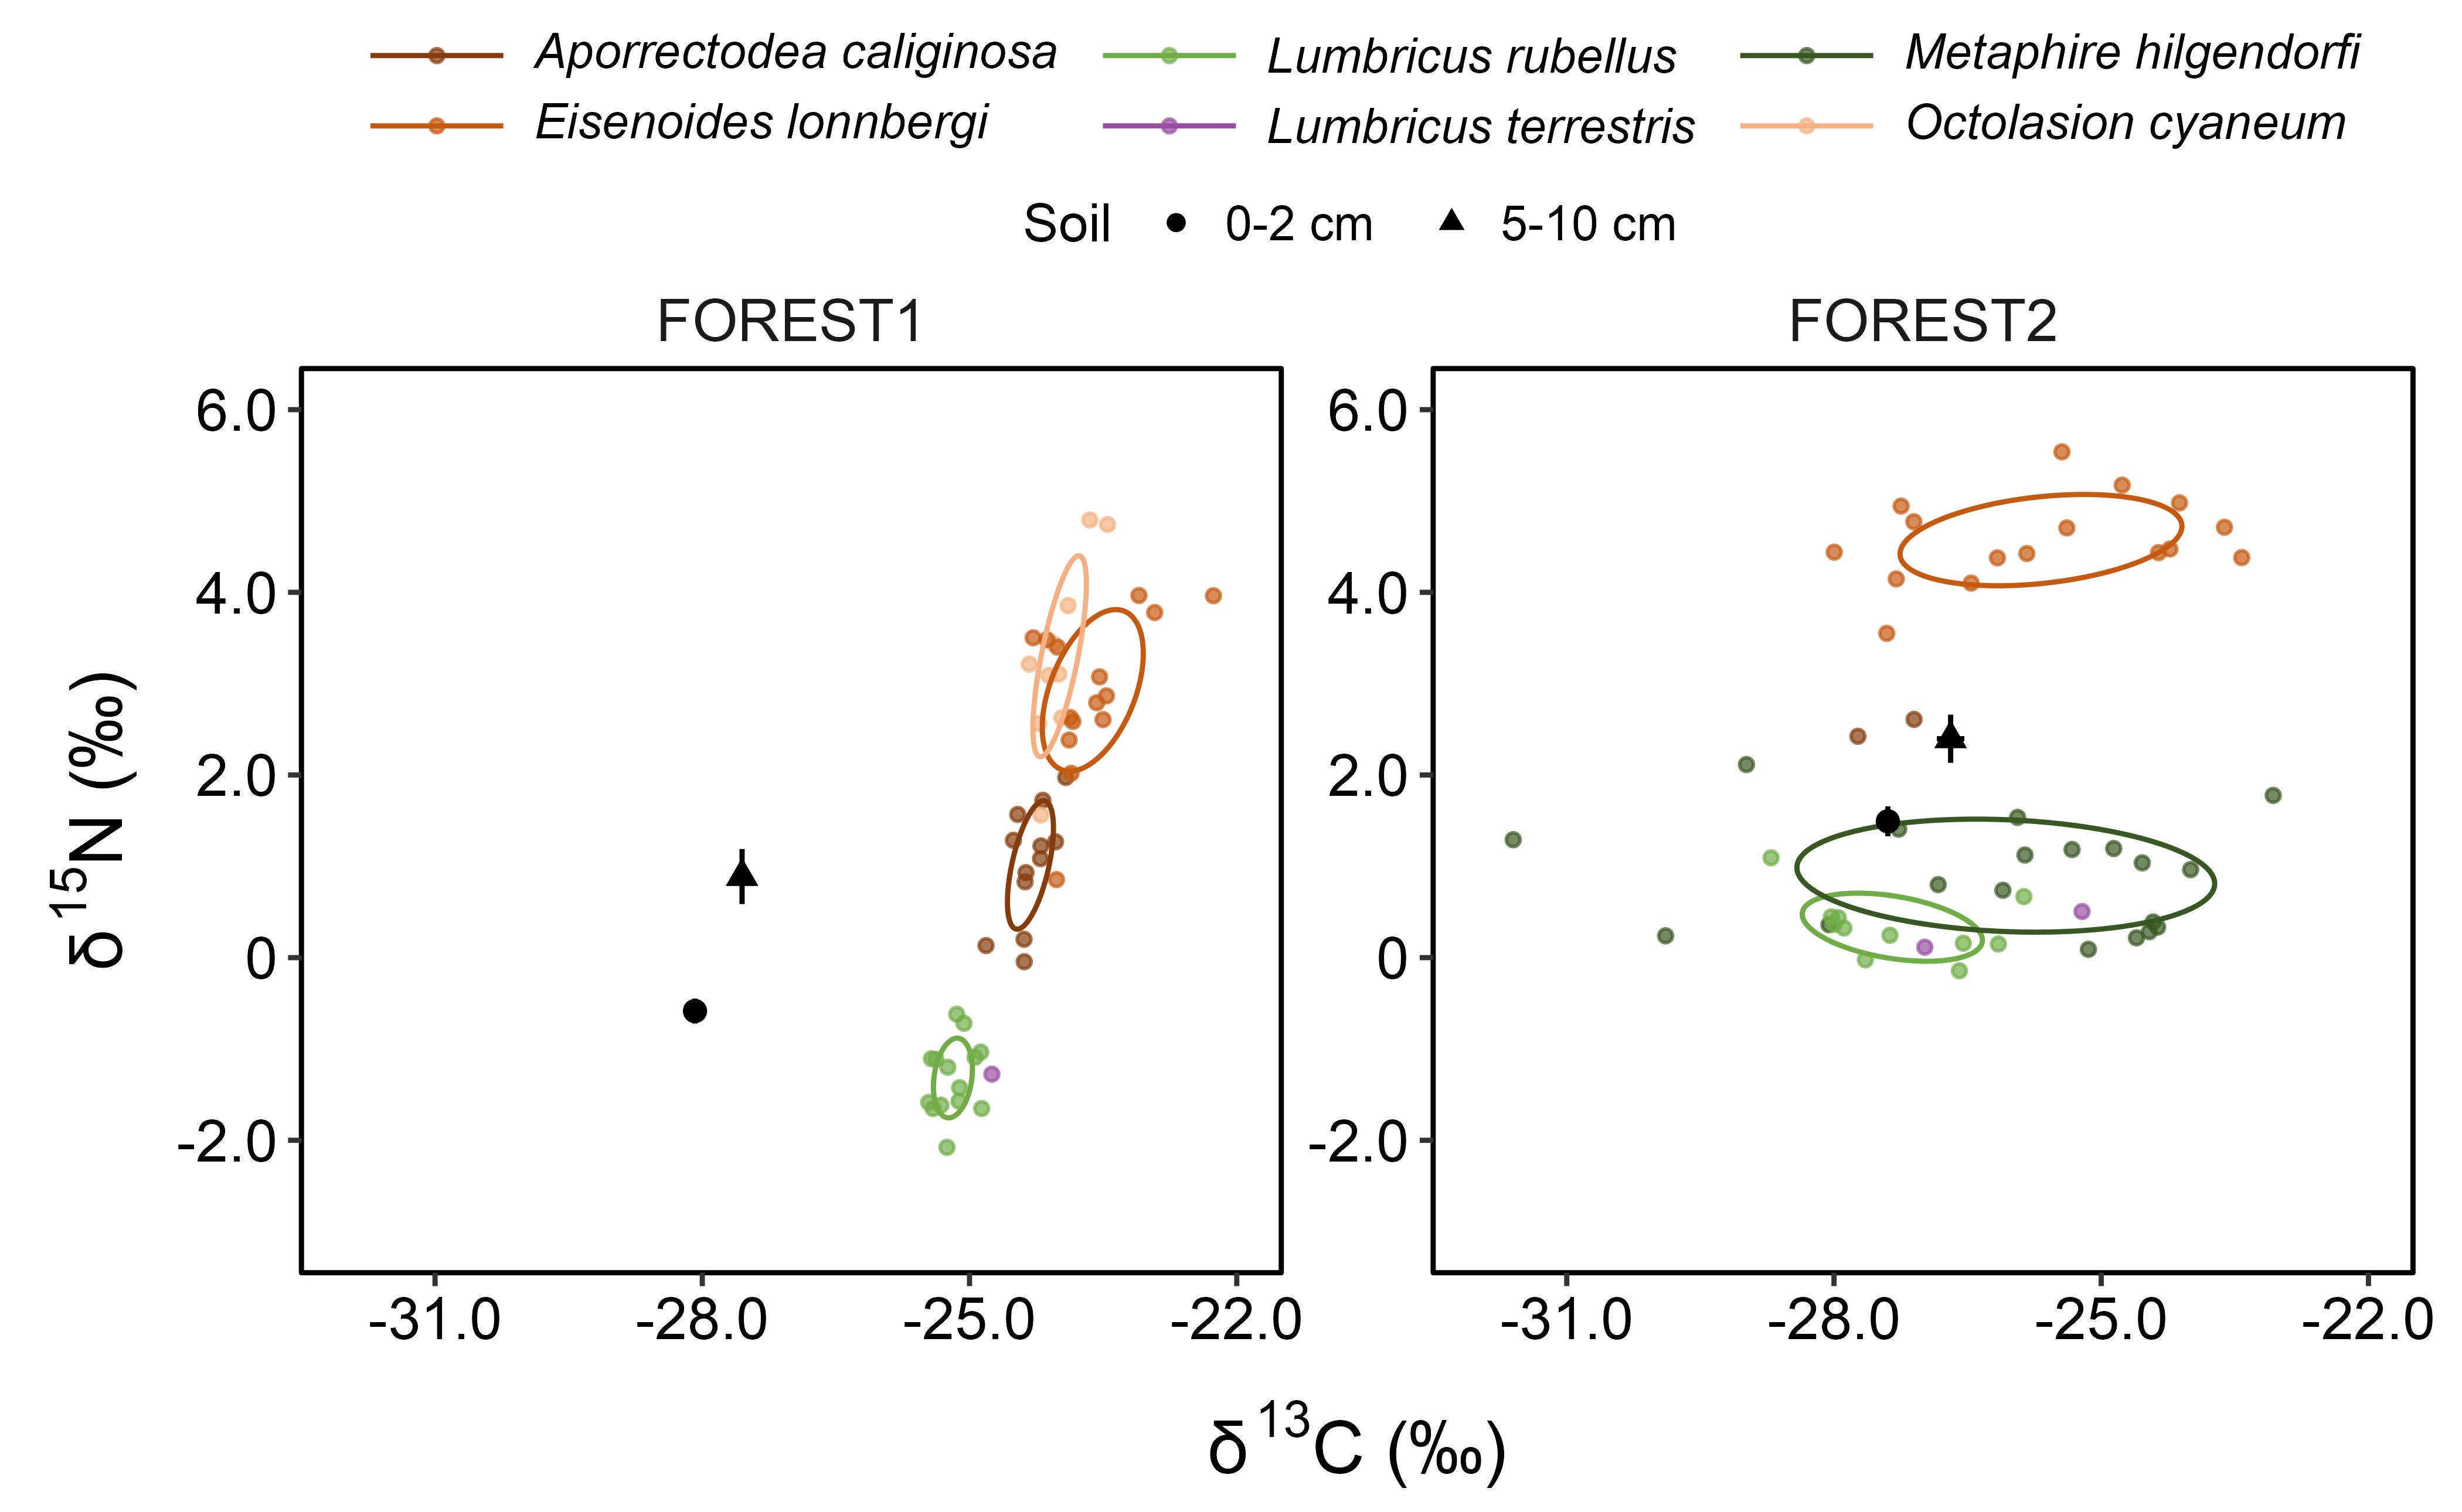 Aporrectodea caliginosa Lumbricus rubellus Metaphire hilgendorfi
Eisenoides lonnbergi Lumbricus terrestris Octolasion cyaneum
Soil 0-2 cm 5-10 cm
FOREST1 FOREST2
6.0 6.0
4.0 4.0
2.0 2.0
0 0
-2.0 -2.0
δ ¹⁵N (‰)
-31.0 -28.0 -25.0 -22.0 -31.0 -28.0 -25.0 -22.0
δ ¹³C (‰)